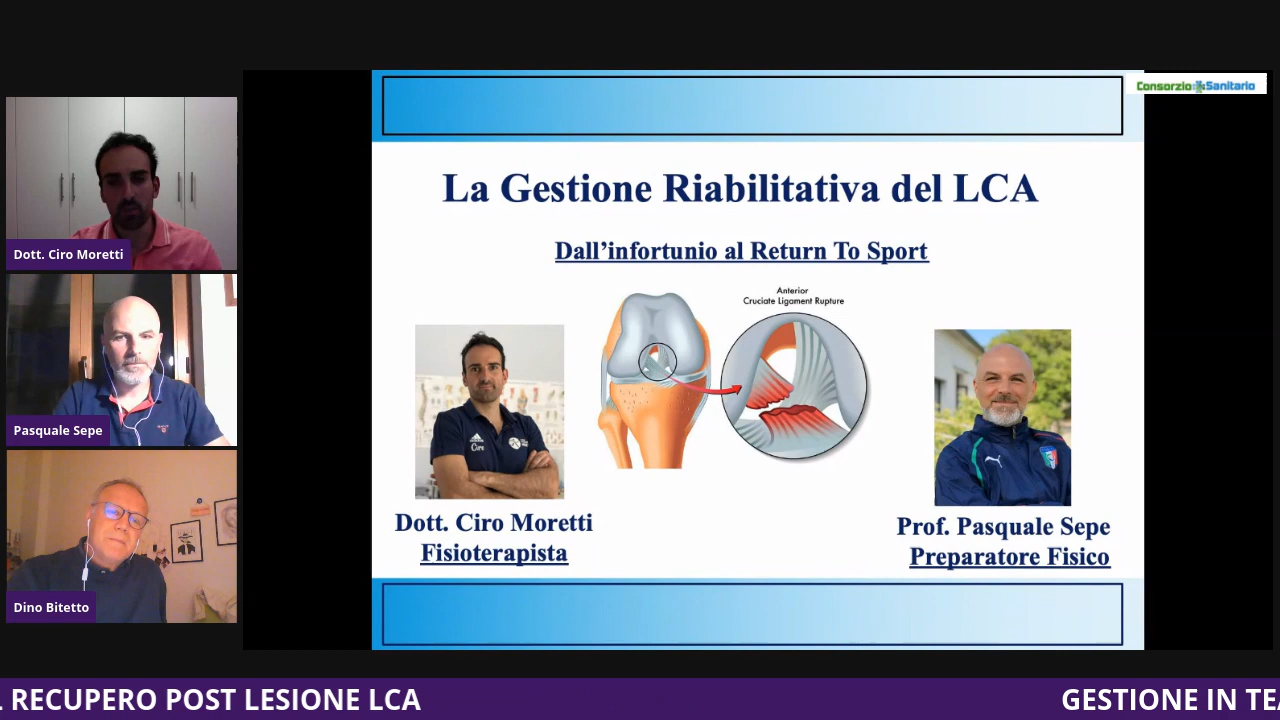 Consorzio Sanitario
La Gestione Riabilitativa del LCA
Dall'infortunio al Return To Sport
Anterior
Cruciate Ligament Rupture
Dott. Ciro Moretti
Fisioterapista
Prof. Pasquale Sepe
Preparatore Fisico
Dott. Ciro Moretti
Pasquale Sepe
Dino Bitetto
. RECUPERO POST LESIONE LCA
GESTIONE IN TEA